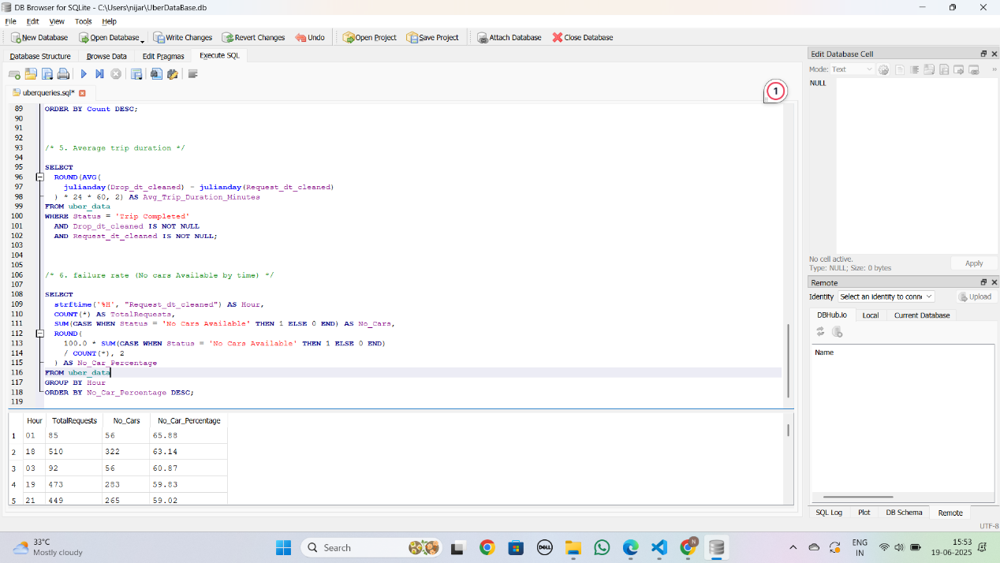 DB Browser for SQLite - C:\Users\nijar\UberDataBase.db
File Edit View Tools Help
New Database Open Database Write Changes Revert Changes Undo Open Project Save Project Attach Database Close Database
Database Structure Browse Data Edit Pragmas Execute SQL
uberqueries.sql*
1
89 ORDER BY Count DESC;
90
91
92
93 /* 5. Average trip duration */
94
95 SELECT
96 ROUND(AVG(
97 julianday(Drop_dt_cleaned) - julianday(Request_dt_cleaned)
98 ) * 24 * 60, 2) AS Avg_Trip_Duration_Minutes
99 FROM uber_data
100 WHERE Status = 'Trip Completed'
101 AND Drop_dt_cleaned IS NOT NULL
102 AND Request_dt_cleaned IS NOT NULL;
103
104
105
106 /* 6. failure rate (No cars Available by time) */
107
108 SELECT
109 strftime('%H', "Request_dt_cleaned") AS Hour,
110 COUNT(*) AS TotalRequests,
111 SUM(CASE WHEN Status = 'No Cars Available' THEN 1 ELSE 0 END) AS No_Cars,
112 ROUND(
113 100.0 * SUM(CASE WHEN Status = 'No Cars Available' THEN 1 ELSE 0 END)
114 / COUNT(*), 2
115 ) AS No_Car_Percentage
116 FROM uber_data
117 GROUP BY Hour
118 ORDER BY No_Car_Percentage DESC;
119
Hour TotalRequests No_Cars No_Car_Percentage
1 01 85 56 65.88
2 18 510 322 63.14
3 03 92 56 60.87
4 19 473 283 59.83
5 21 449 265 59.02
Edit Database Cell
Mode: Text
NULL
No cell active.
Type: NULL; Size: 0 bytes
Apply
Remote
Identity Select an identity to conne Upload
DBHub.io Local Current Database
Name
SQL Log Plot DB Schema Remote
UTF-8
33°C
Mostly cloudy
Search
DELL
N
ENG
IN
15:53
19-06-2025